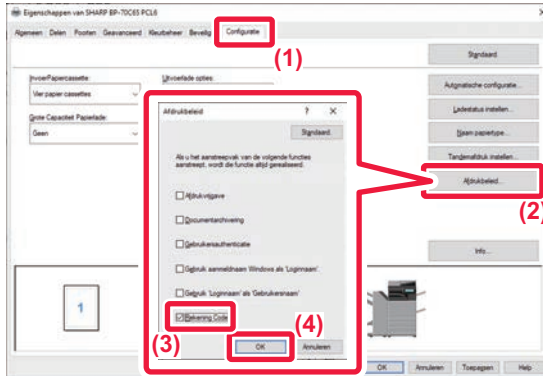 Eigenschappen van SHARP BP-70C65 PCL6
Algemeen Delen Poorten Geavanceerd Kleurbeheer Beveilig Configuratie
(1)
Standaard
InvoerPapiercassette:
Uitvoerlade opties:
Vier papier cassettes
Automatische configuratie...
Ladestatus instellen...
Grote Capaciteit Papierlade:
Geen
Naam papiertype...
Tandemafdruk instellen...
Afdrukbeleid...
(2)
Info...
Afdrukbeleid ? ×
Standaard
Als u het aankruisvak van de volgende functies
aankruist, wordt de functie altijd gerealiseerd.
Afdrukvrijgave
Documentarchivering
Gebruikersauthenticatie
Gebruik aanmeldnaam Windows als 'Loginnaam'.
Gebruik 'Loginnaam' als 'Gebruikersnaam'
Rekening Code
(3)
(4)
OK Annuleren
1
OK Annuleren Toepassen Help